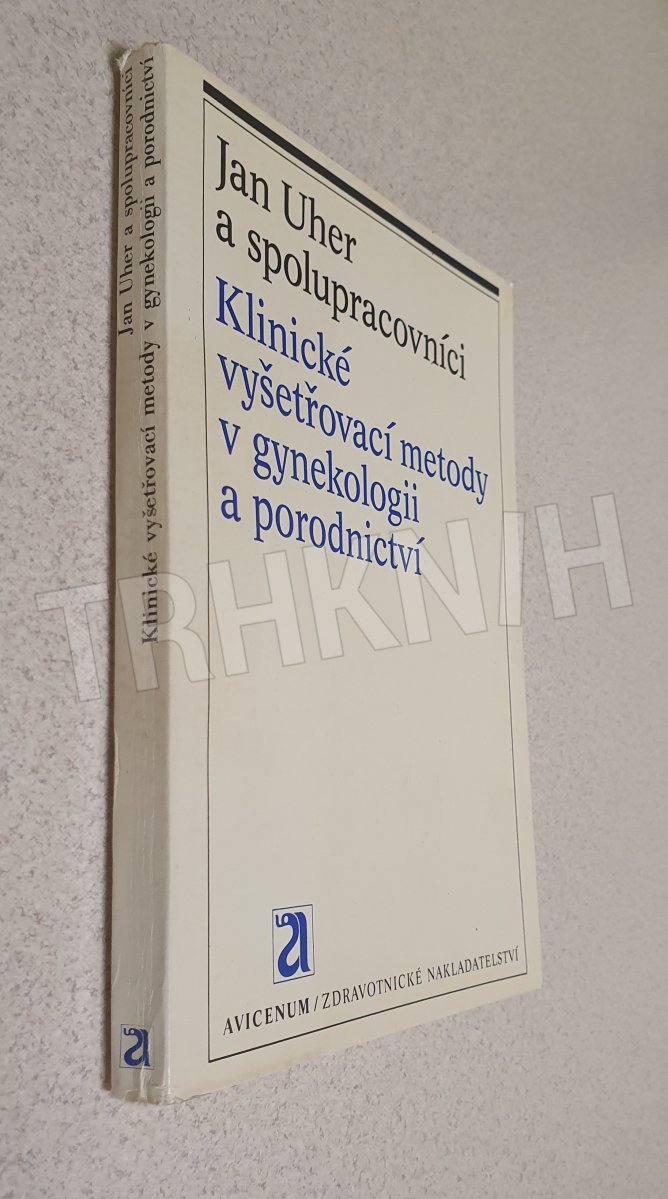 Jan Uher a spolupracovníci
Klinické vyšetřovací metody v gynekologii a porodnictví
Jan Uher
a spolupracovníci
Klinické
vyšetřovací metody
v gynekologii
a porodnictví
TRHKNIH
AVICENUM / ZDRAVOTNICKÉ NAKLADATELSTVÍ